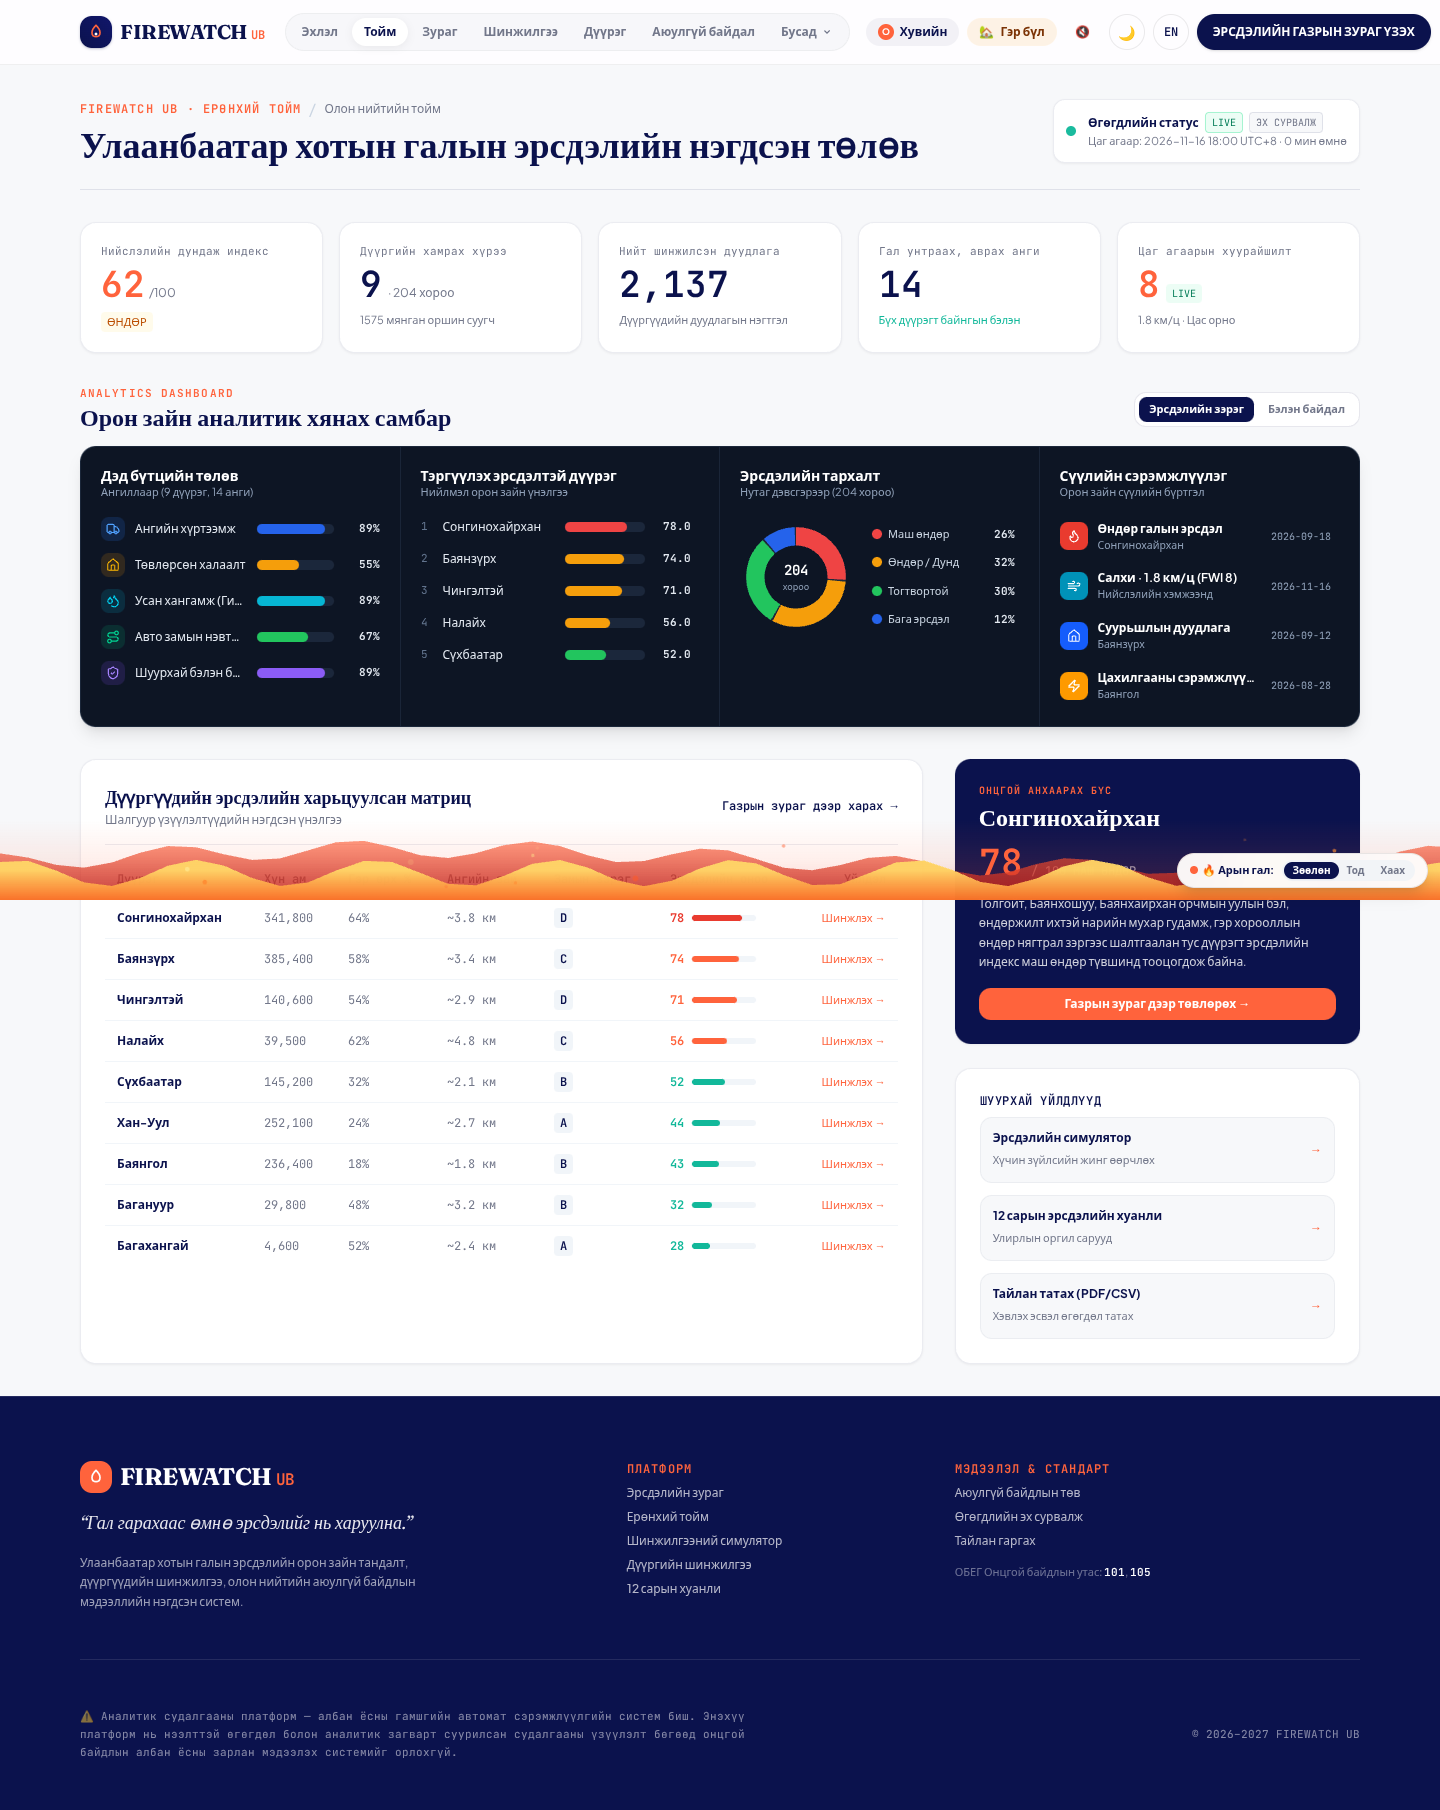 FIREWATCH UB
Эхлэл
Тойм
Зураг
Шинжилгээ
Дүүрэг
Аюулгүй байдал
Бусад
Хувийн
Гэр бүл
EN
ЭРСДЭЛИЙН ГАЗРЫН ЗУРАГ ҮЗЭХ
FIREWATCH UB · ЕРӨНХИЙ ТОЙМ / Олон нийтийн тойм
Улаанбаатар хотын галын эрсдэлийн нэгдсэн төлөв
Өгөгдлийн статус LIVE ЭХ СУРВАЛЖ
Цаг агаар: 2026-11-16 18:00 UTC+8 · 0 мин өмнө
Нийслэлийн дундаж индекс
62 /100
ӨНДӨР
Дүүргийн хамрах хүрээ
9 · 204 хороо
1575 мянган оршин суугч
Нийт шинжилсэн дуудлага
2,137
Дүүргүүдийн дуудлагын нэгтгэл
Гал унтраах, аврах анги
14
Бүх дүүрэгт байнгын бэлэн
Цаг агаарын хуурайшилт
8 LIVE
1.8 км/ц · Цас орно
ANALYTICS DASHBOARD
Орон зайн аналитик хянах самбар
Эрсдэлийн зэрэг
Бэлэн байдал
Дэд бүтцийн төлөв
Ангиллаар (9 дүүрэг, 14 анги)
Ангийн хүртээмж 89%
Төвлөрсөн халаалт 55%
Усан хангамж (Ги... 89%
Авто замын нэвт... 67%
Шуурхай бэлэн б... 89%
Тэргүүлэх эрсдэлтэй дүүрэг
Нийлмэл орон зайн үнэлгээ
1 Сонгинохайрхан 78.0
2 Баянзүрх 74.0
3 Чингэлтэй 71.0
4 Налайх 56.0
5 Сүхбаатар 52.0
Эрсдэлийн тархалт
Нутаг дэвсгэрээр (204 хороо)
204
хороо
Маш өндөр 26%
Өндөр / Дунд 32%
Тогтвортой 30%
Бага эрсдэл 12%
Сүүлийн сэрэмжлүүлэг
Орон зайн сүүлийн бүртгэл
Өндөр галын эрсдэл
Сонгинохайрхан
2026-09-18
Салхи · 1.8 км/ц (FWI 8)
Нийслэлийн хэмжээнд
2026-11-16
Суурьшлын дуудлага
Баянзүрх
2026-09-12
Цахилгааны сэрэмжлүү...
Баянгол
2026-08-28
Дүүргүүдийн эрсдэлийн харьцуулсан матриц
Шалгуур үзүүлэлтүүдийн нэгдсэн үнэлгээ
Газрын зураг дээр харах →
Сонгинохайрхан 341,800 64% ~3.8 км D 78 Шинжлэх →
Баянзүрх 385,400 58% ~3.4 км C 74 Шинжлэх →
Чингэлтэй 140,600 54% ~2.9 км D 71 Шинжлэх →
Налайх 39,500 62% ~4.8 км C 56 Шинжлэх →
Сүхбаатар 145,200 32% ~2.1 км B 52 Шинжлэх →
Хан-Уул 252,100 24% ~2.7 км A 44 Шинжлэх →
Баянгол 236,400 18% ~1.8 км B 43 Шинжлэх →
Багануур 29,800 48% ~3.2 км B 32 Шинжлэх →
Багахангай 4,600 52% ~2.4 км A 28 Шинжлэх →
ОНЦГОЙ АНХААРАХ БҮС
Сонгинохайрхан
78
Арын гал: Зөөлөн Тод Хаах
Толгойт, Баянхошуу, Баянхайрхан орчмын уулын бэл,
өндөржилт ихтэй нарийн мухар гудамж, гэр хорооллын
өндөр нягтрал зэргээс шалтгаалан тус дүүрэгт эрсдэлийн
индекс маш өндөр түвшинд тооцогдож байна.
Газрын зураг дээр төвлөрөх →
ШУУРХАЙ ҮЙЛДЛҮҮД
Эрсдэлийн симулятор
Хүчин зүйлсийн жинг өөрчлөх
→
12 сарын эрсдэлийн хуанли
Улирлын оргил сарууд
→
Тайлан татах (PDF/CSV)
Хэвлэх эсвэл өгөгдөл татах
→
FIREWATCH UB
“Гал гарахаас өмнө эрсдэлийг нь харуулна.”
Улаанбаатар хотын галын эрсдэлийн орон зайн тандалт,
дүүргүүдийн шинжилгээ, олон нийтийн аюулгүй байдлын
мэдээллийн нэгдсэн систем.
ПЛАТФОРМ
Эрсдэлийн зураг
Ерөнхий тойм
Шинжилгээний симулятор
Дүүргийн шинжилгээ
12 сарын хуанли
МЭДЭЭЛЭЛ & СТАНДАРТ
Аюулгүй байдлын төв
Өгөгдлийн эх сурвалж
Тайлан гаргах
ОБЕГ Онцгой байдлын утас: 101, 105
Аналитик судалгааны платформ — албан ёсны гамшгийн автомат сэрэмжлүүлгийн систем биш. Энэхүү
платформ нь нээлттэй өгөгдөл болон аналитик загварт суурилсан судалгааны үзүүлэлт бөгөөд онцгой
байдлын албан ёсны зарлан мэдээлэх системийг орлохгүй.
© 2026-2027 FIREWATCH UB